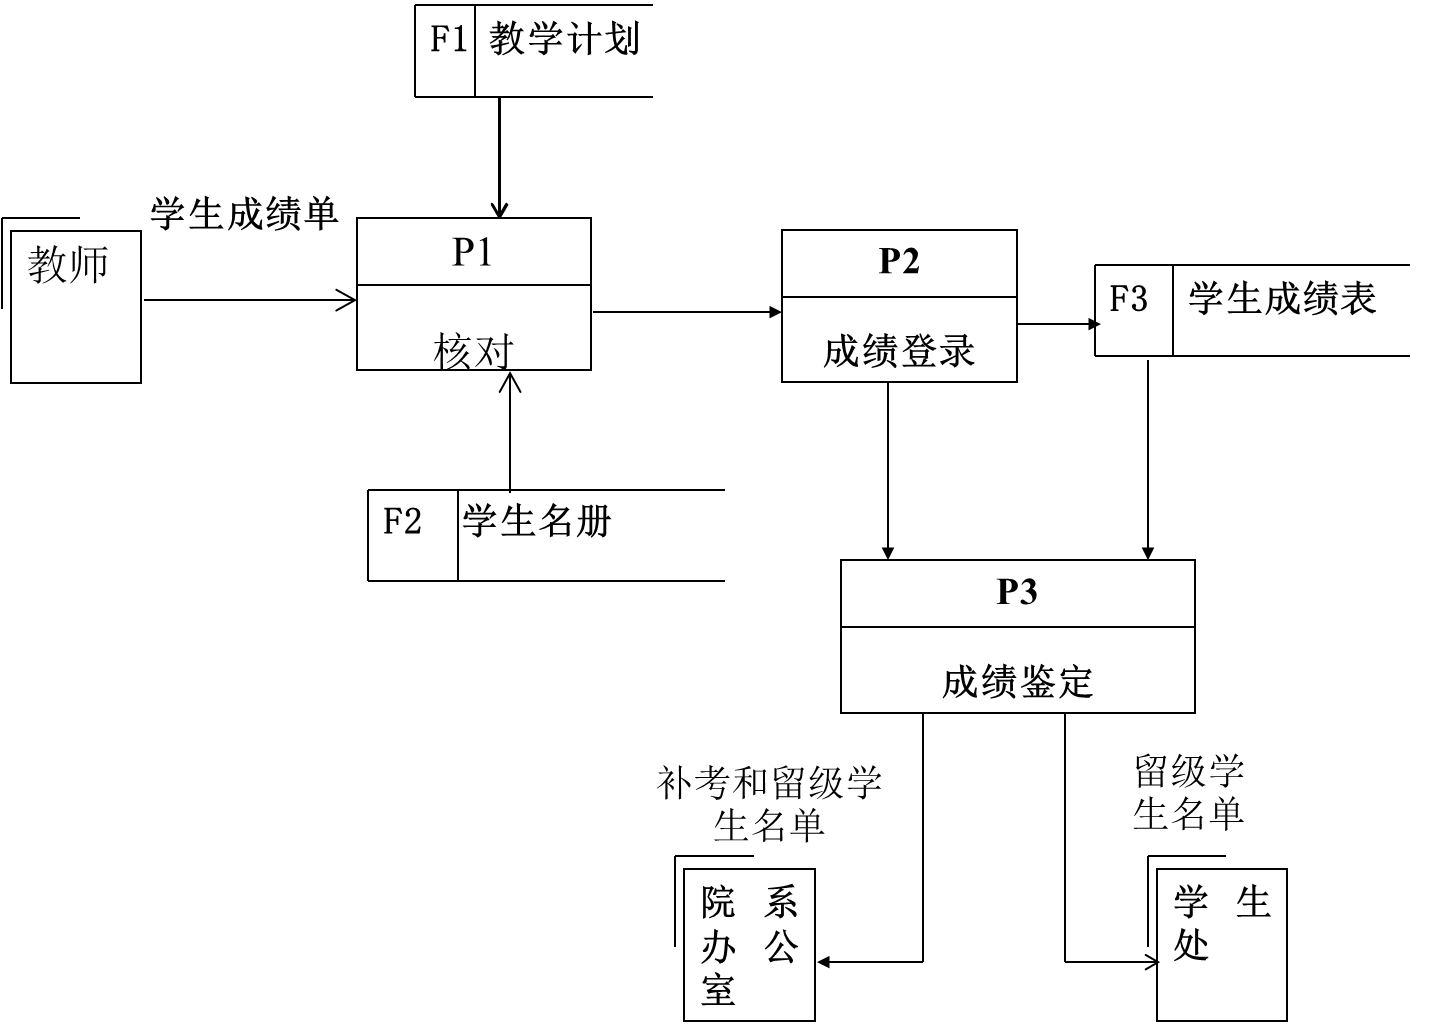 F1 教学计划
学生成绩单
教师
P1
核对
P2
成绩登录
F3 学生成绩表
F2 学生名册
P3
成绩鉴定
补考和留级学
生名单
留级学
生名单
院 系
办 公
室
学 生
处